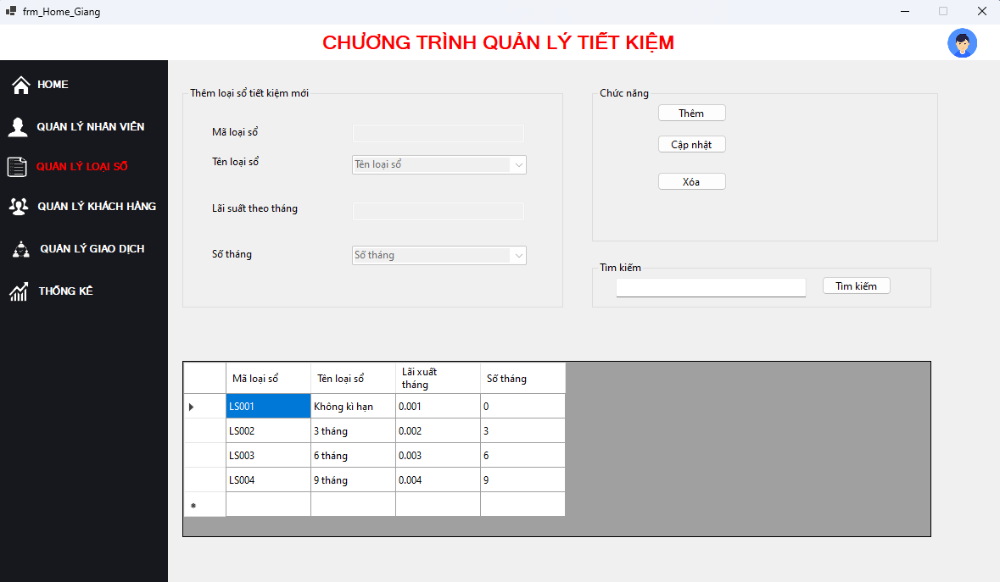 frm_Home_Giang
CHƯƠNG TRÌNH QUẢN LÝ TIẾT KIỆM
HOME
QUẢN LÝ NHÂN VIÊN
QUẢN LÝ LOẠI SỔ
QUẢN LÝ KHÁCH HÀNG
QUẢN LÝ GIAO DỊCH
THỐNG KÊ
Thêm loại sổ tiết kiệm mới
Mã loại sổ
Tên loại sổ Tên loại sổ
Lãi suất theo tháng
Số tháng Số tháng
Chức năng
Thêm
Cập nhật
Xóa
Tìm kiếm
Tìm kiếm
Mã loại sổ Tên loại sổ Lãi xuất tháng Số tháng
LS001 Không kì hạn 0.001 0
LS002 3 tháng 0.002 3
LS003 6 tháng 0.003 6
LS004 9 tháng 0.004 9